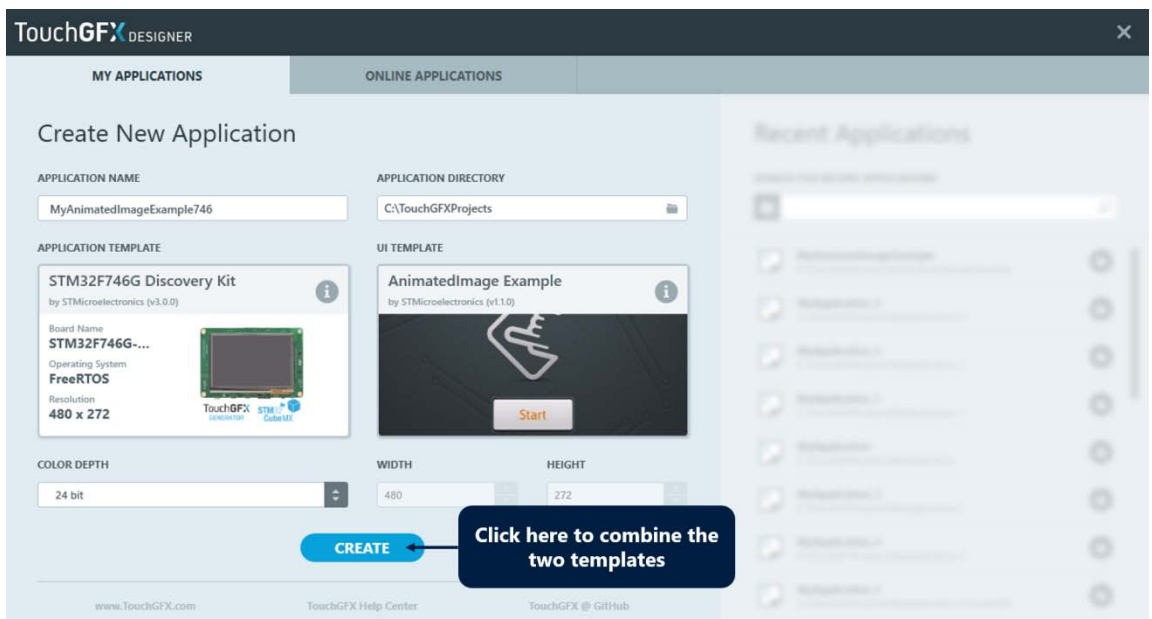 TouchGFX DESIGNER
MY APPLICATIONS
ONLINE APPLICATIONS
Create New Application
Recent Applications
APPLICATION NAME
APPLICATION DIRECTORY
MyAnimatedImageExample746
C:\TouchGFXProjects
APPLICATION TEMPLATE
UI TEMPLATE
STM32F746G Discovery Kit
by STMicroelectronics (v3.0.0)
Board Name
STM32F746G-...
Operating System
FreeRTOS
Resolution
480 x 272
TouchGFX
GENERATOR
STM32
CubeMX
AnimatedImage Example
by STMicroelectronics (v1.1.0)
Start
COLOR DEPTH
WIDTH
HEIGHT
24 bit
480
272
CREATE
Click here to combine the
two templates
www.TouchGFX.com
TouchGFX Help Center
TouchGFX @ GitHub